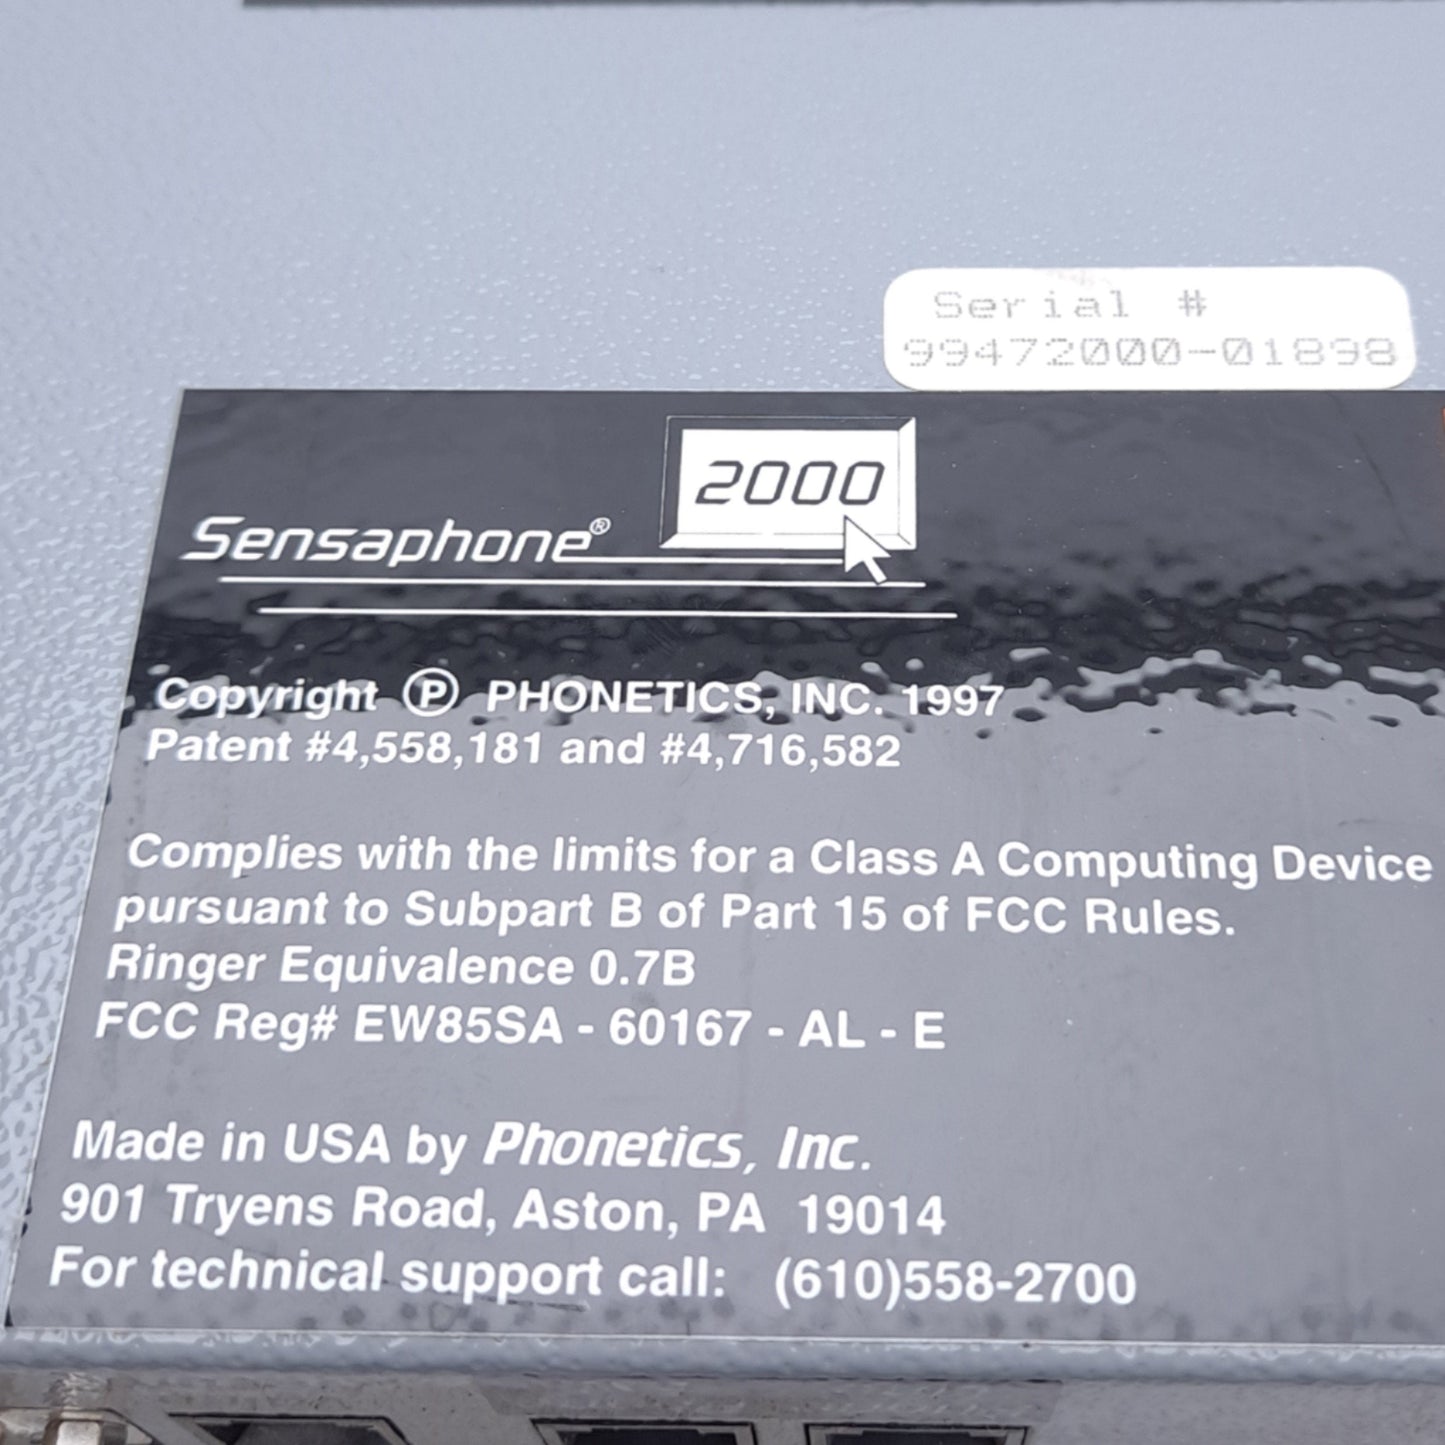 Serial #
99472000-01898
2000
Sensaphone®
Copyright Ⓟ PHONETICS, INC. 1997
Patent #4,558,181 and #4,716,582
Complies with the limits for a Class A Computing Device
pursuant to Subpart B of Part 15 of FCC Rules.
Ringer Equivalence 0.7B
FCC Reg# EW85SA - 60167 - AL - E
Made in USA by Phonetics, Inc.
901 Tryens Road, Aston, PA 19014
For technical support call: (610)558-2700